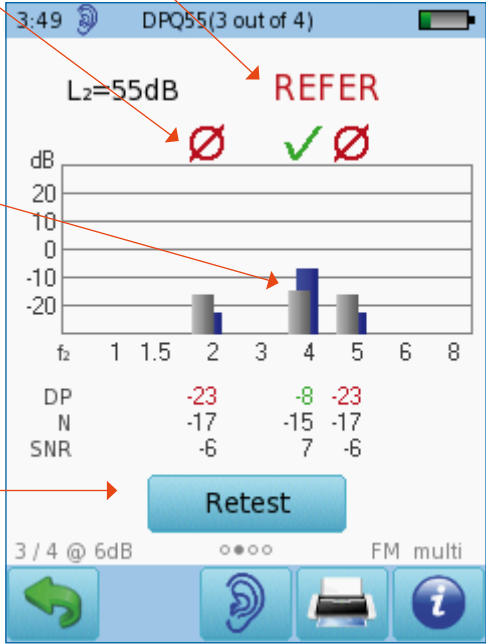 3:49 DPQ55(3 out of 4)
L₂=55dB REFER
dB
20
10
0
-10
-20
f₂ 1 1.5 2 3 4 5 6 8
DP -23 -8 -23
N -17 -15 -17
SNR -6 7 -6
Retest
3/4 @ 6dB FM multi